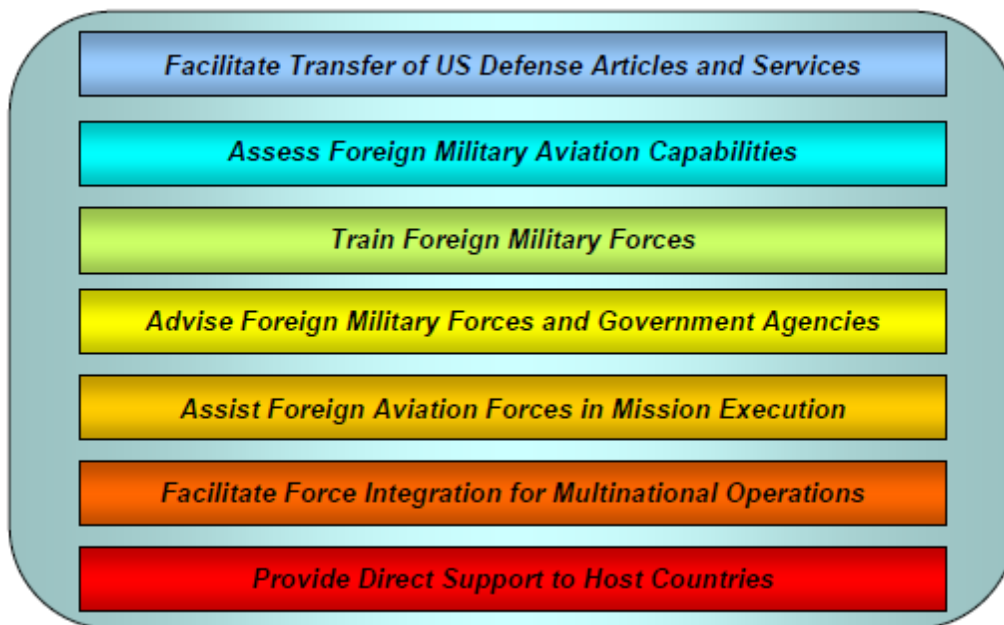 Facilitate Transfer of US Defense Articles and Services
Assess Foreign Military Aviation Capabilities
Train Foreign Military Forces
Advise Foreign Military Forces and Government Agencies
Assist Foreign Aviation Forces in Mission Execution
Facilitate Force Integration for Multinational Operations
Provide Direct Support to Host Countries